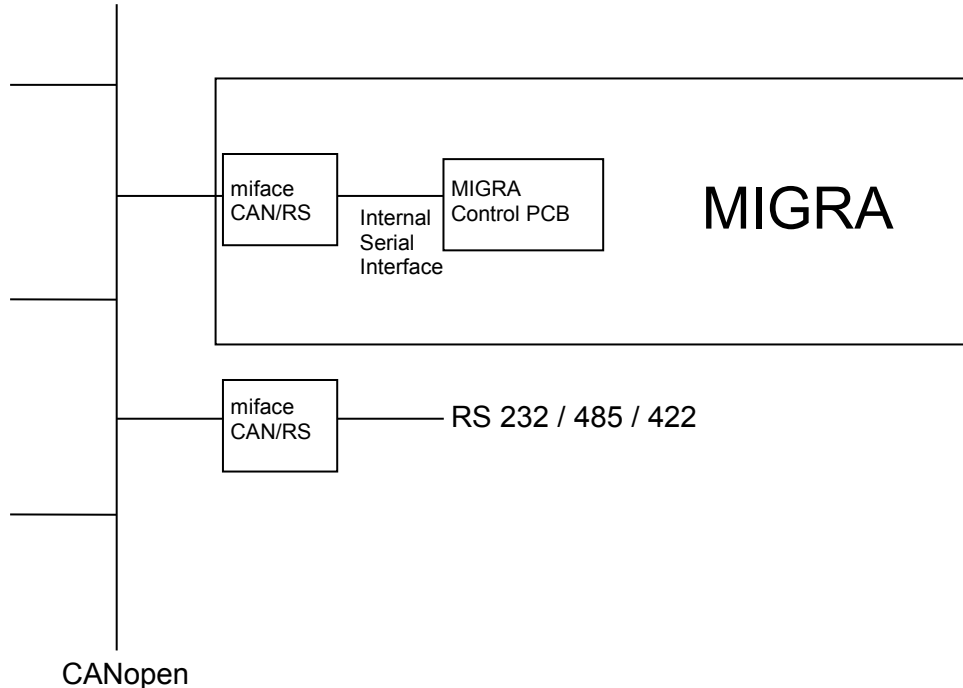 miface
CAN/RS
Internal
Serial
Interface
MIGRA
Control PCB
MIGRA
miface
CAN/RS
RS 232 / 485 / 422
CANopen